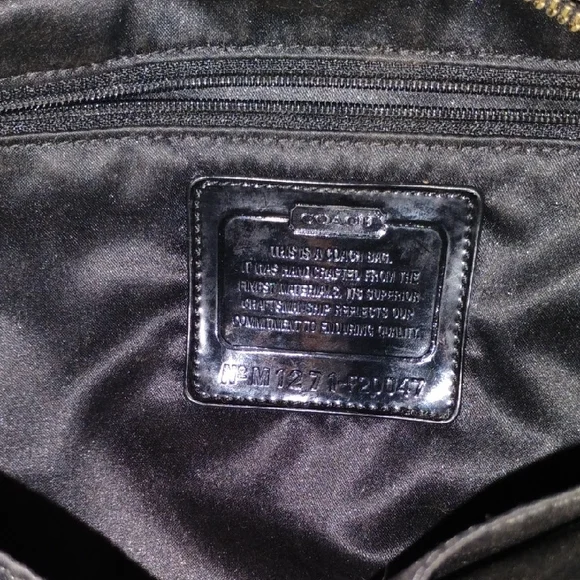 COACH
THIS IS A COACH BAG.
IT WAS HANDCRAFTED FROM THE
FINEST MATERIALS. ITS SUPERIOR
CRAFTSMANSHIP REFLECTS OUR
COMMITMENT TO ENDURING QUALITY.
Nº M1271-F20047